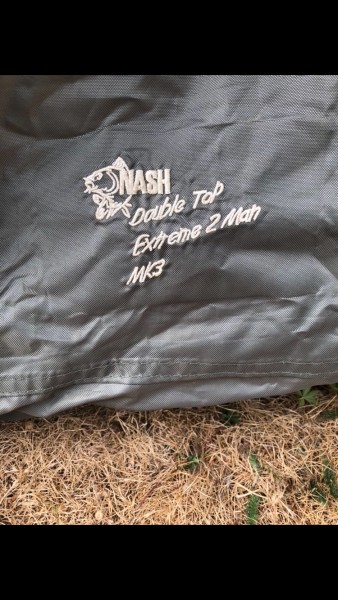 NASH
Double Top
Extreme 2 Man
MK3